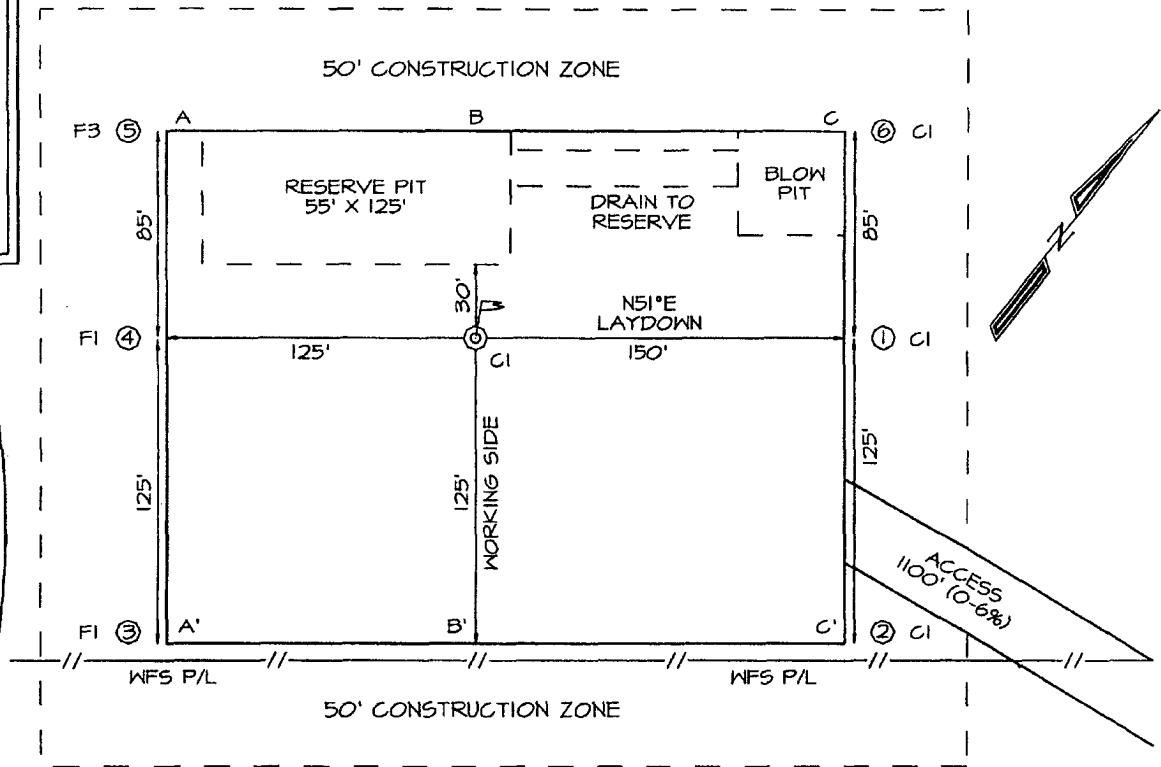 50' CONSTRUCTION ZONE
A
B
C
F3 ⑤
⑥ C1
RESERVE PIT
55' X 125'
DRAIN TO
RESERVE
BLOW
PIT
85'
85'
N
30'
N51°E
LAYDOWN
F1 ④
① C1
125'
C1
150'
125'
125'
WORKING SIDE
125'
ACCESS
1100' (0-6%)
F1 ③
A'
B'
C'
② C1
WFS P/L
WFS P/L
50' CONSTRUCTION ZONE